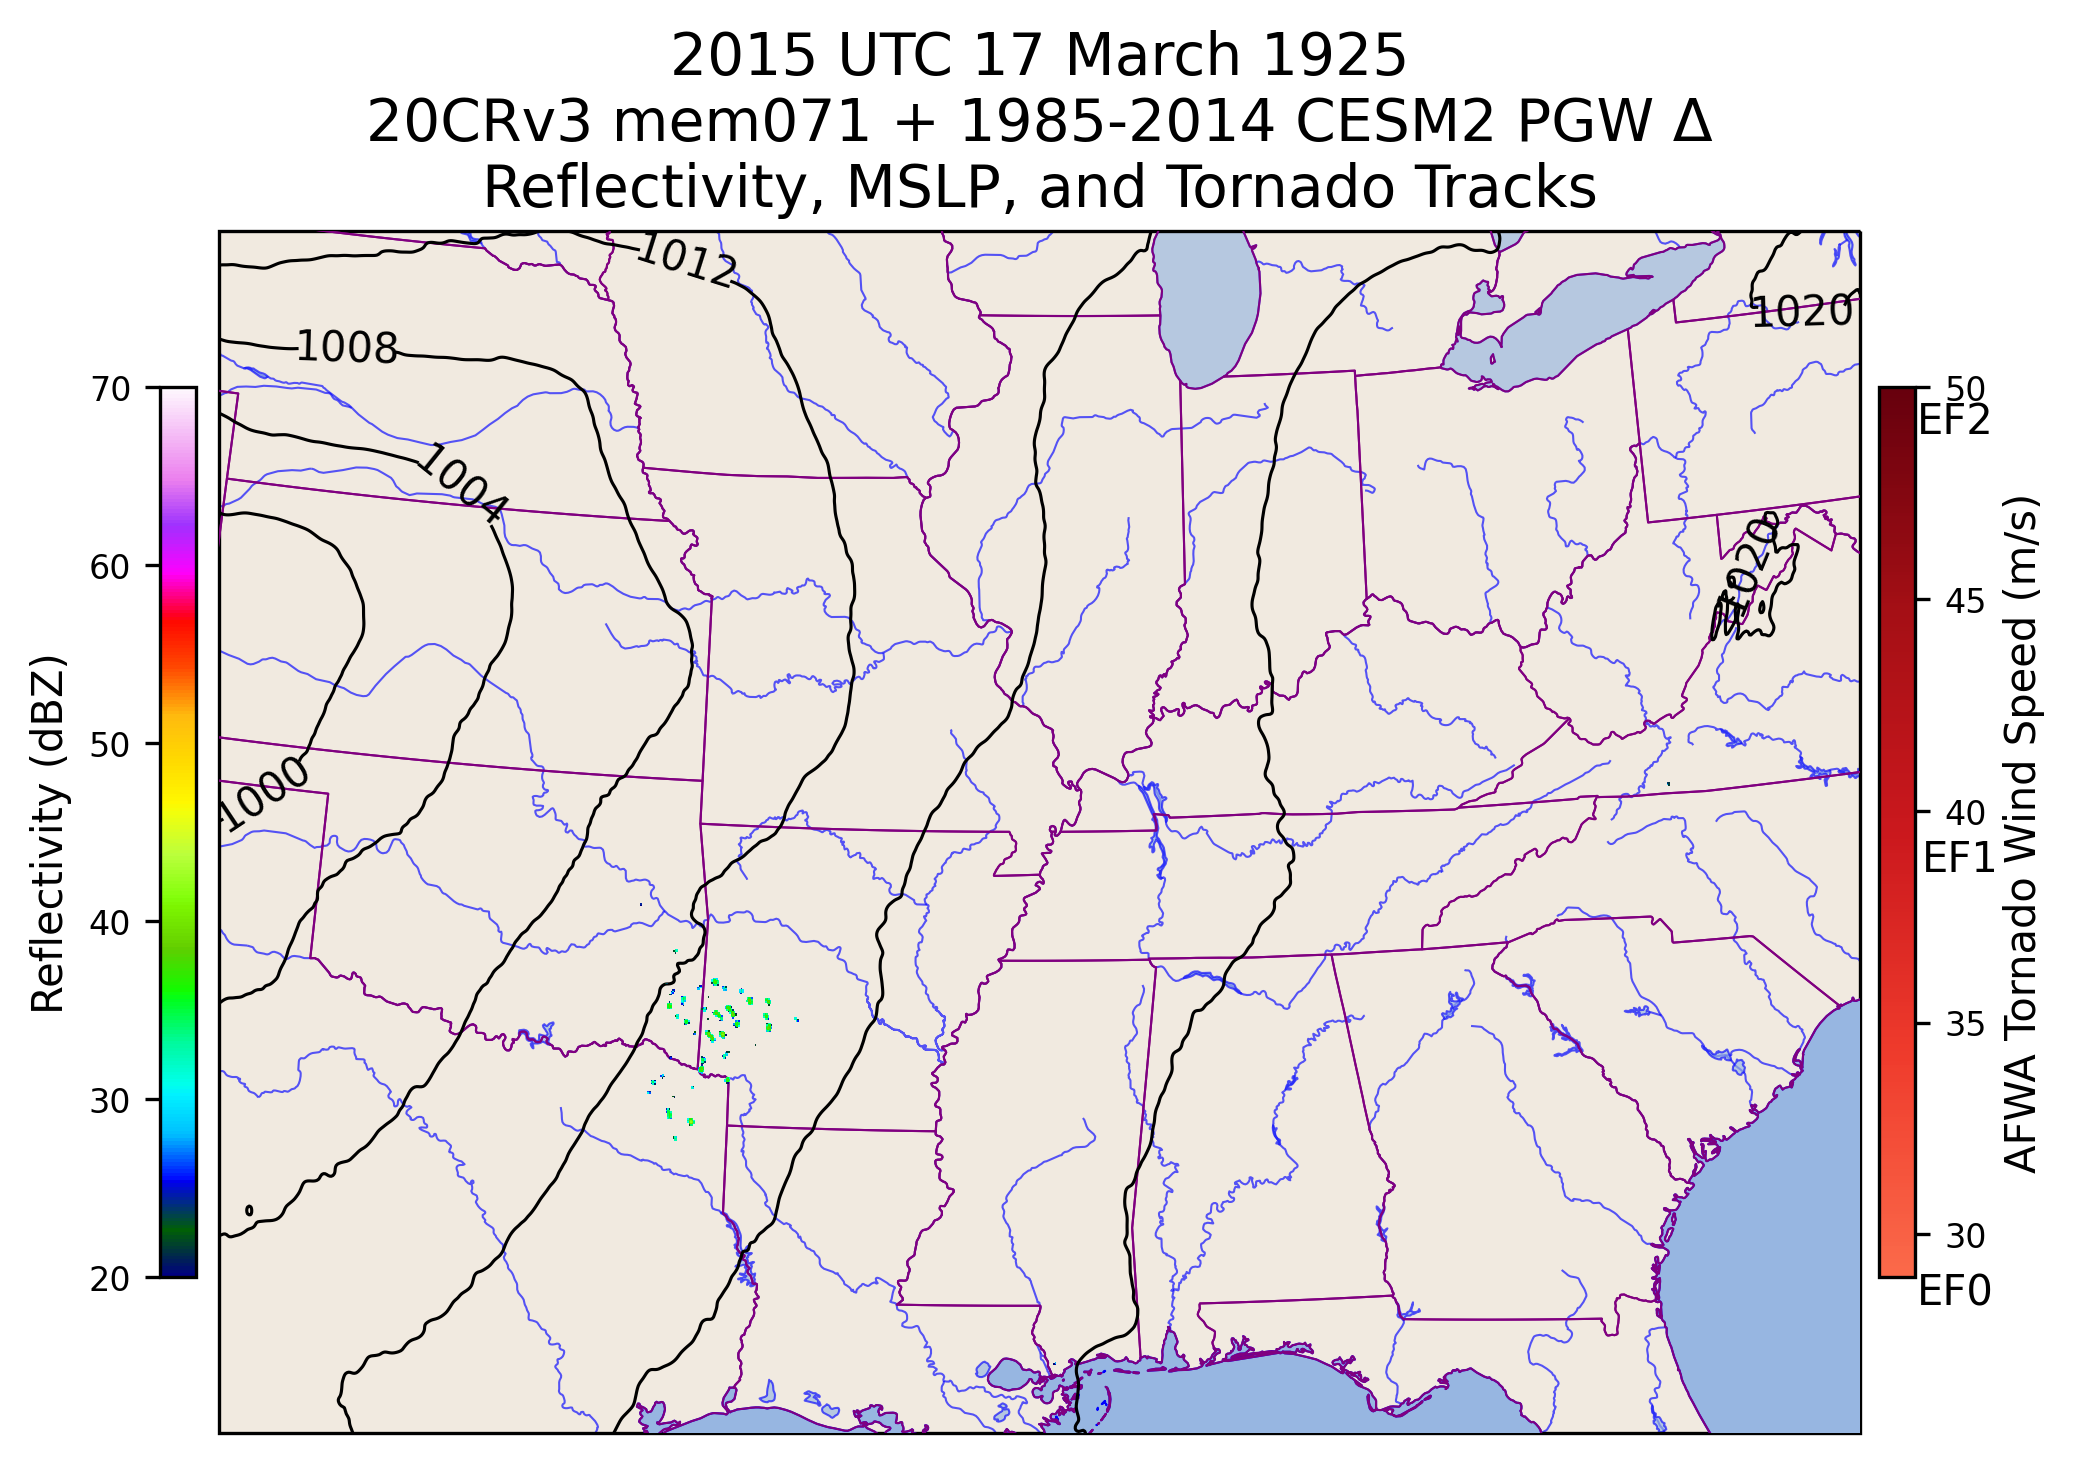 2015 UTC 17 March 1925
20CRv3 mem071 + 1985-2014 CESM2 PGW Δ
Reflectivity, MSLP, and Tornado Tracks
1012
1020
1008
1004
1020
1000
70
60
50
40
30
20
Reflectivity (dBZ)
50
EF2
45
40
EF1
35
30
EF0
AFWA Tornado Wind Speed (m/s)